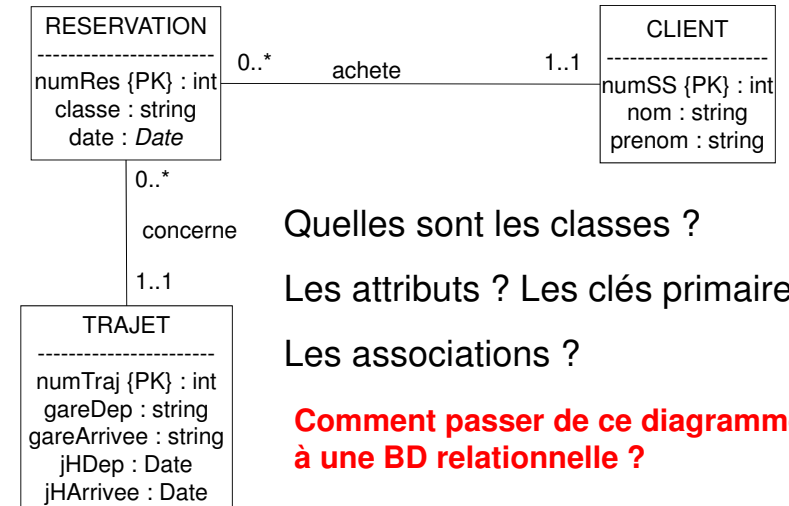 RESERVATION
-----------------------
numRes {PK} : int
classe : string
date : Date
0..*
achete
1..1
CLIENT
---------------------
numSS {PK} : int
nom : string
prenom : string
0..*
concerne
1..1
Quelles sont les classes ?
Les attributs ? Les clés primaire
Les associations ?
Comment passer de ce diagramm
à une BD relationnelle ?
TRAJET
-----------------------
numTraj {PK} : int
gareDep : string
gareArrivee : string
jHDep : Date
jHArrivee : Date